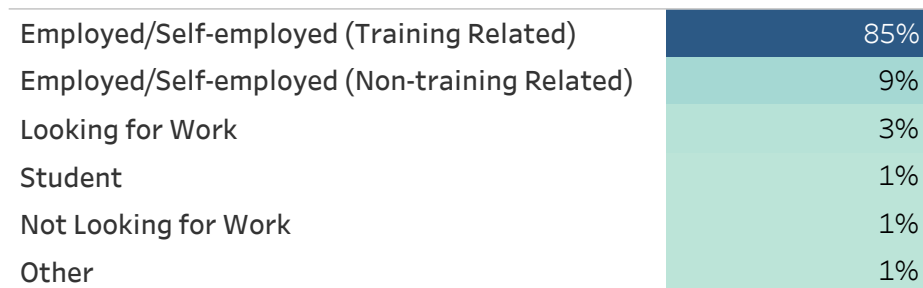 Employed/Self-employed (Training Related) 85%
Employed/Self-employed (Non-training Related) 9%
Looking for Work 3%
Student 1%
Not Looking for Work 1%
Other 1%